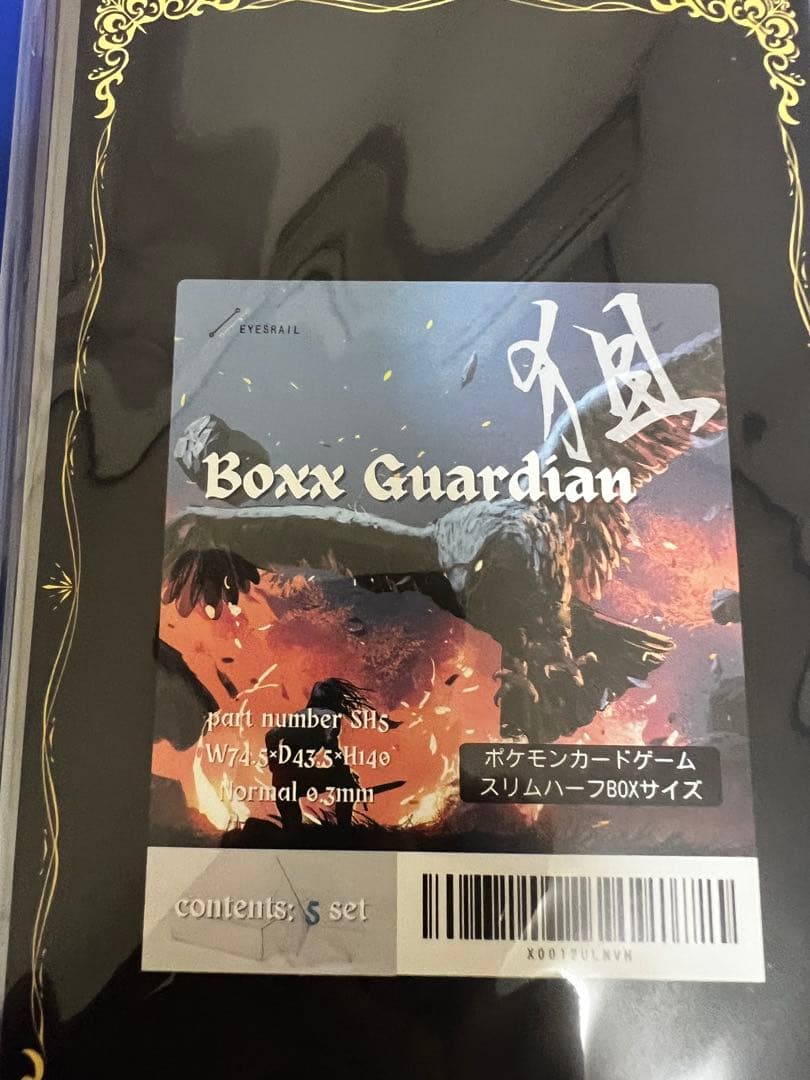 EYESRAIL
狙
Boxx Guardian
part number SH5
W74.5×D43.5×H140
Normal 0.3mm
ポケモンカードゲーム
スリムハーフBOXサイズ
contents: 5 set